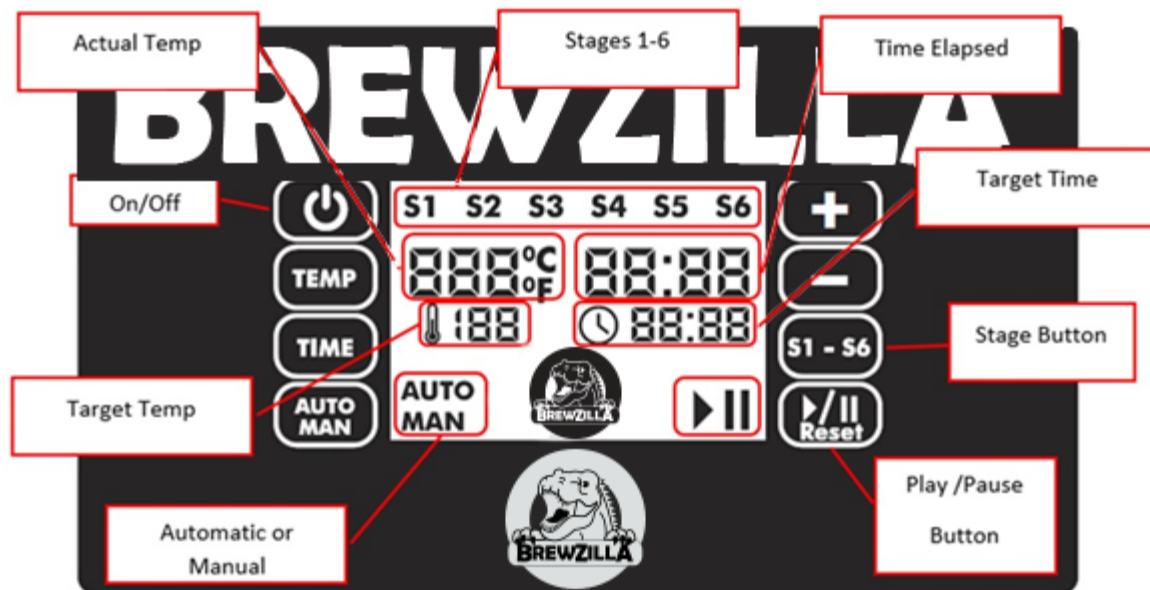 Actual Temp
Stages 1-6
Time Elapsed
BREWZILLA
Target Time
On/Off
S1 S2 S3 S4 S5 S6
+
TEMP
888 °C °F
88:88
−
TIME
188
88:88
S1 - S6
Stage Button
Target Temp
AUTO
MAN
AUTO
MAN
BREWZILLA
/
Reset
Automatic or
Manual
BREWZILLA
Play /Pause
Button